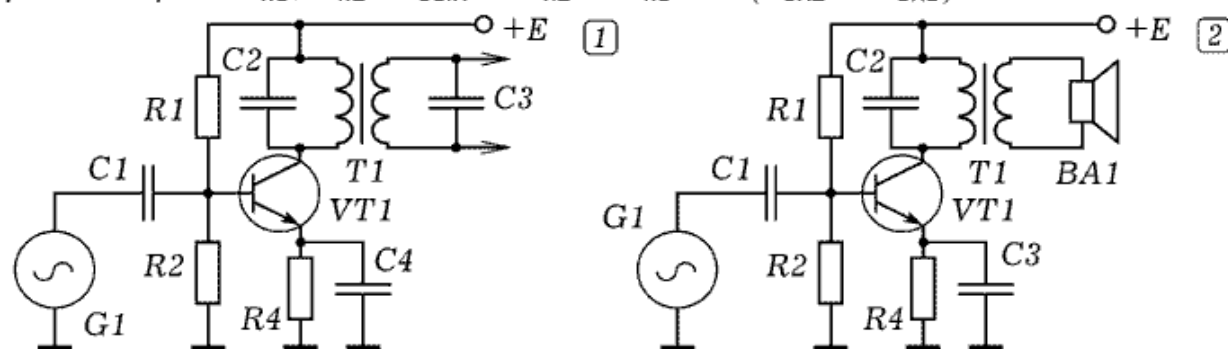 +E 1 +E 2
C2 C2
C3
R1 R1
C1 T1 C1 T1 BA1
VT1 G1 VT1
R2 C4 R2 C3
R4 R4
G1